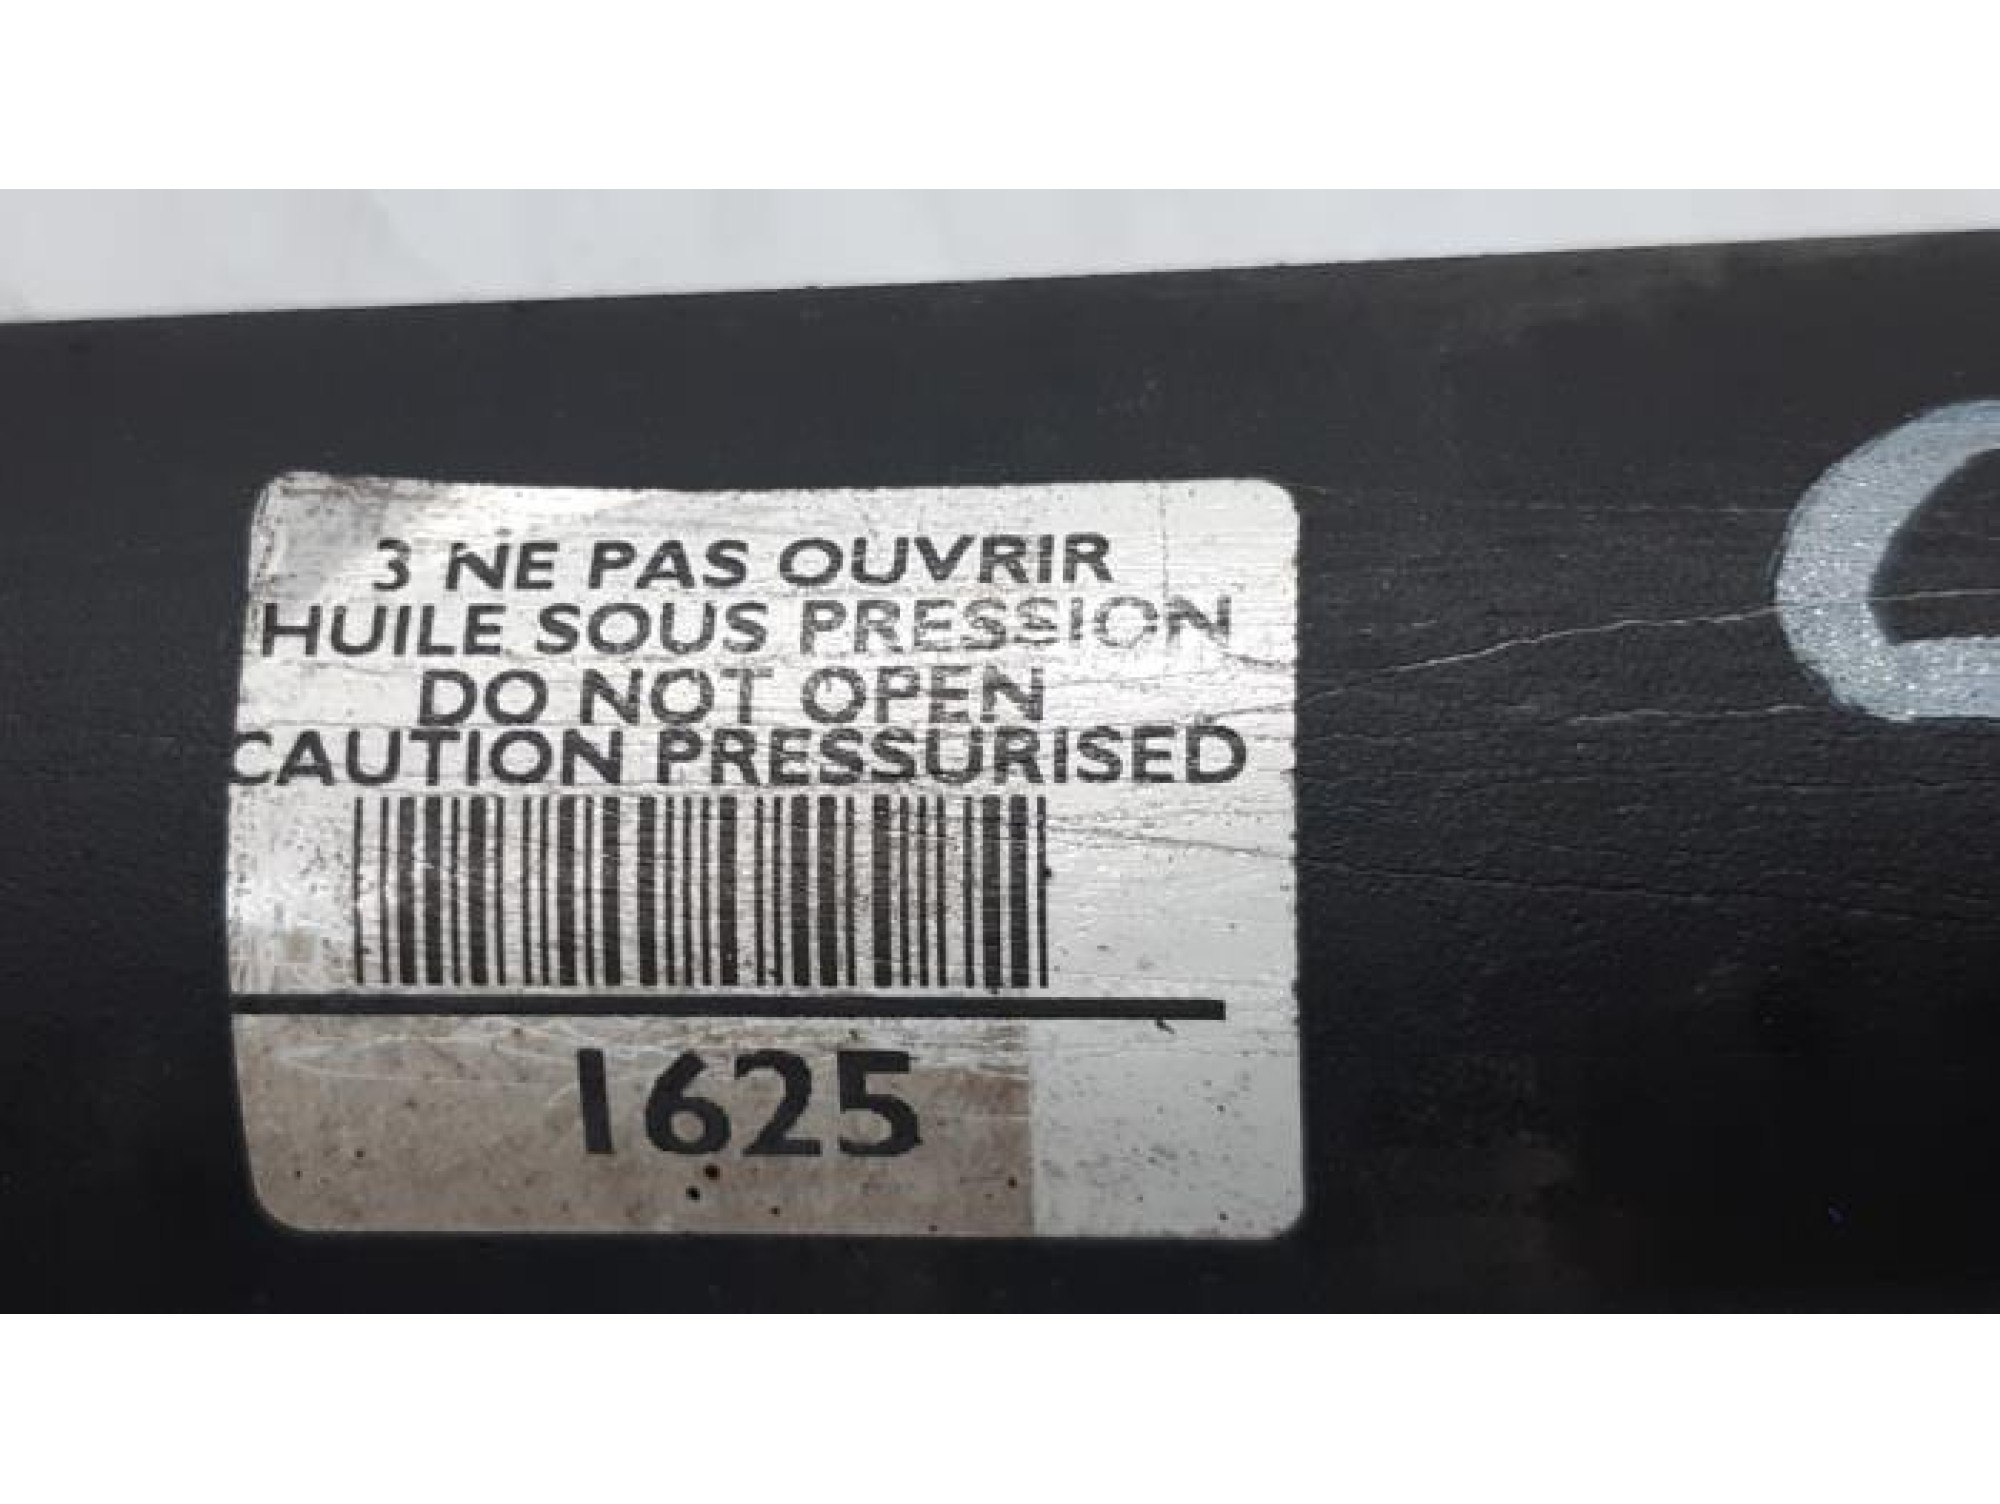 3 NE PAS OUVRIR
HUILE SOUS PRESSION
DO NOT OPEN
CAUTION PRESSURISED
1625